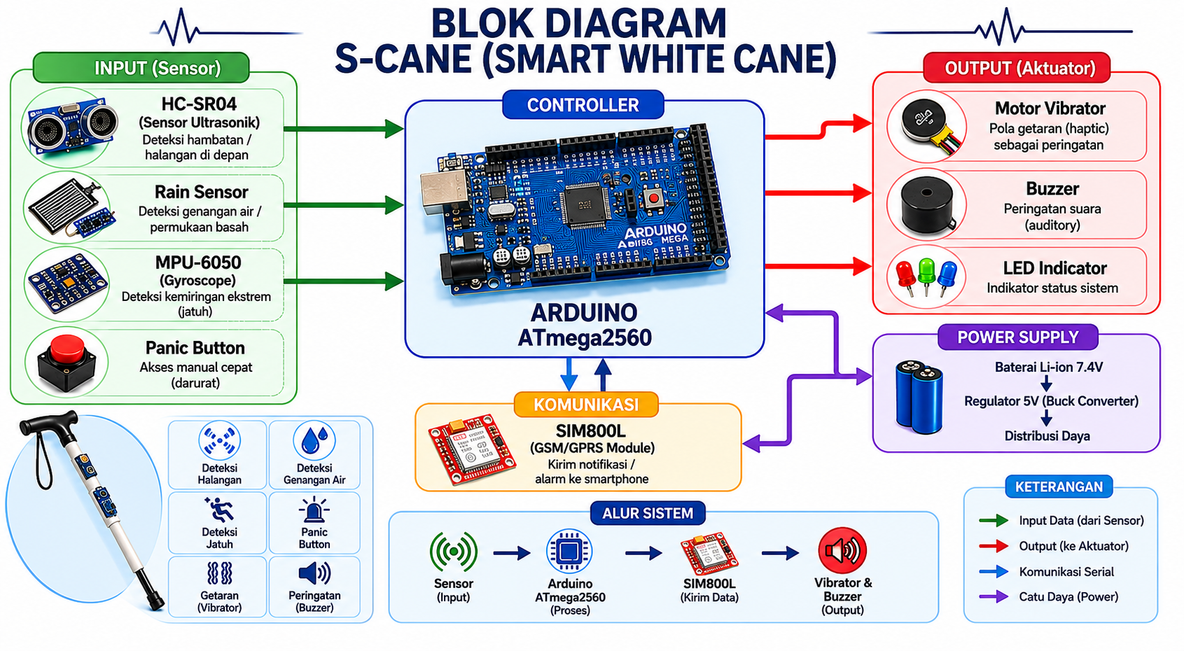 BLOK DIAGRAM
S-CANE (SMART WHITE CANE)
INPUT (Sensor)
HC-SR04
(Sensor Ultrasonik)
Deteksi hambatan /
halangan di depan
Rain Sensor
Deteksi genangan air /
permukaan basah
MPU-6050
(Gyroscope)
Deteksi kemiringan ekstrem
(jatuh)
Panic Button
Akses manual cepat
(darurat)
CONTROLLER
ARDUINO
MEGA
ARDUINO
ATmega2560
OUTPUT (Aktuator)
Motor Vibrator
Pola getaran (haptic)
sebagai peringatan
Buzzer
Peringatan suara
(auditory)
LED Indicator
Indikator status sistem
POWER SUPPLY
Baterai Li-ion 7.4V
Regulator 5V (Buck Converter)
Distribusi Daya
KOMUNIKASI
SIM800L
(GSM/GPRS Module)
Kirim notifikasi /
alarm ke smartphone
Deteksi
Halangan
Deteksi
Genangan Air
Deteksi
Jatuh
Panic
Button
Getaran
(Vibrator)
Peringatan
(Buzzer)
ALUR SISTEM
Sensor
(Input)
Arduino
ATmega2560
(Proses)
SIM800L
(Kirim Data)
Vibrator &
Buzzer
(Output)
KETERANGAN
Input Data (dari Sensor)
Output (ke Aktuator)
Komunikasi Serial
Catu Daya (Power)